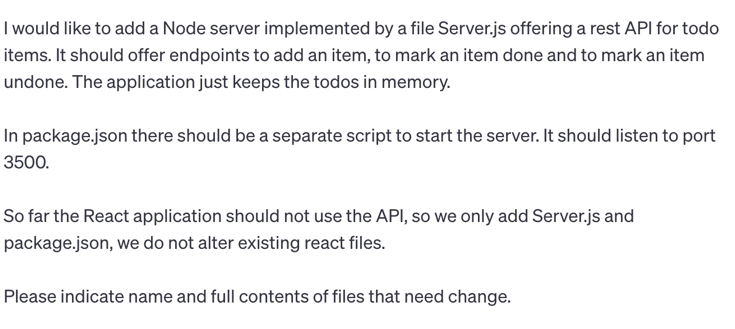 I would like to add a Node server implemented by a file Server.js offering a rest API for todo
items. It should offer endpoints to add an item, to mark an item done and to mark an item
undone. The application just keeps the todos in memory.
In package.json there should be a separate script to start the server. It should listen to port
3500.
So far the React application should not use the API, so we only add Server.js and
package.json, we do not alter existing react files.
Please indicate name and full contents of files that need change.